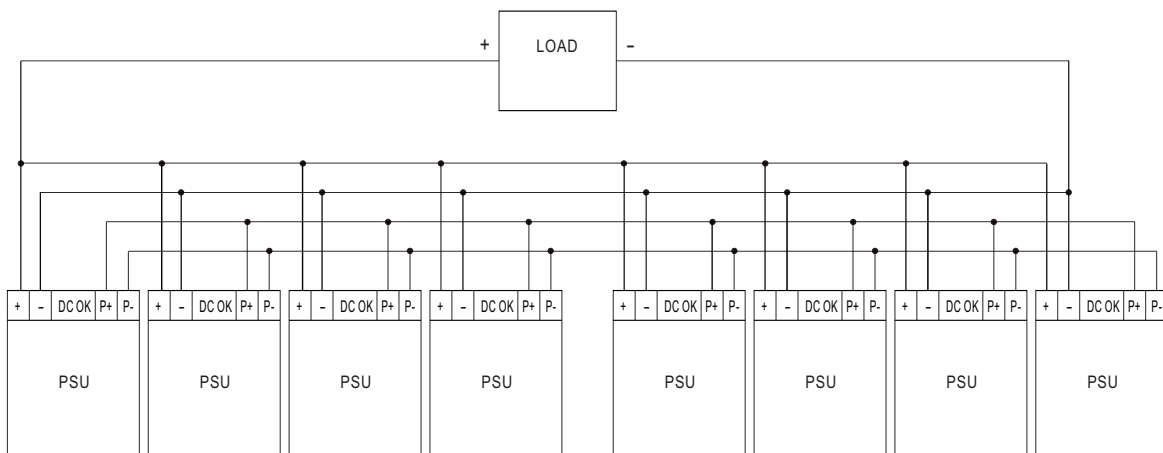 + LOAD –
+ – DC OK P+ P- + – DC OK P+ P- + – DC OK P+ P- + – DC OK P+ P- + – DC OK P+ P- + – DC OK P+ P- + – DC OK P+ P- + – DC OK P+ P-
PSU PSU PSU PSU PSU PSU PSU PSU